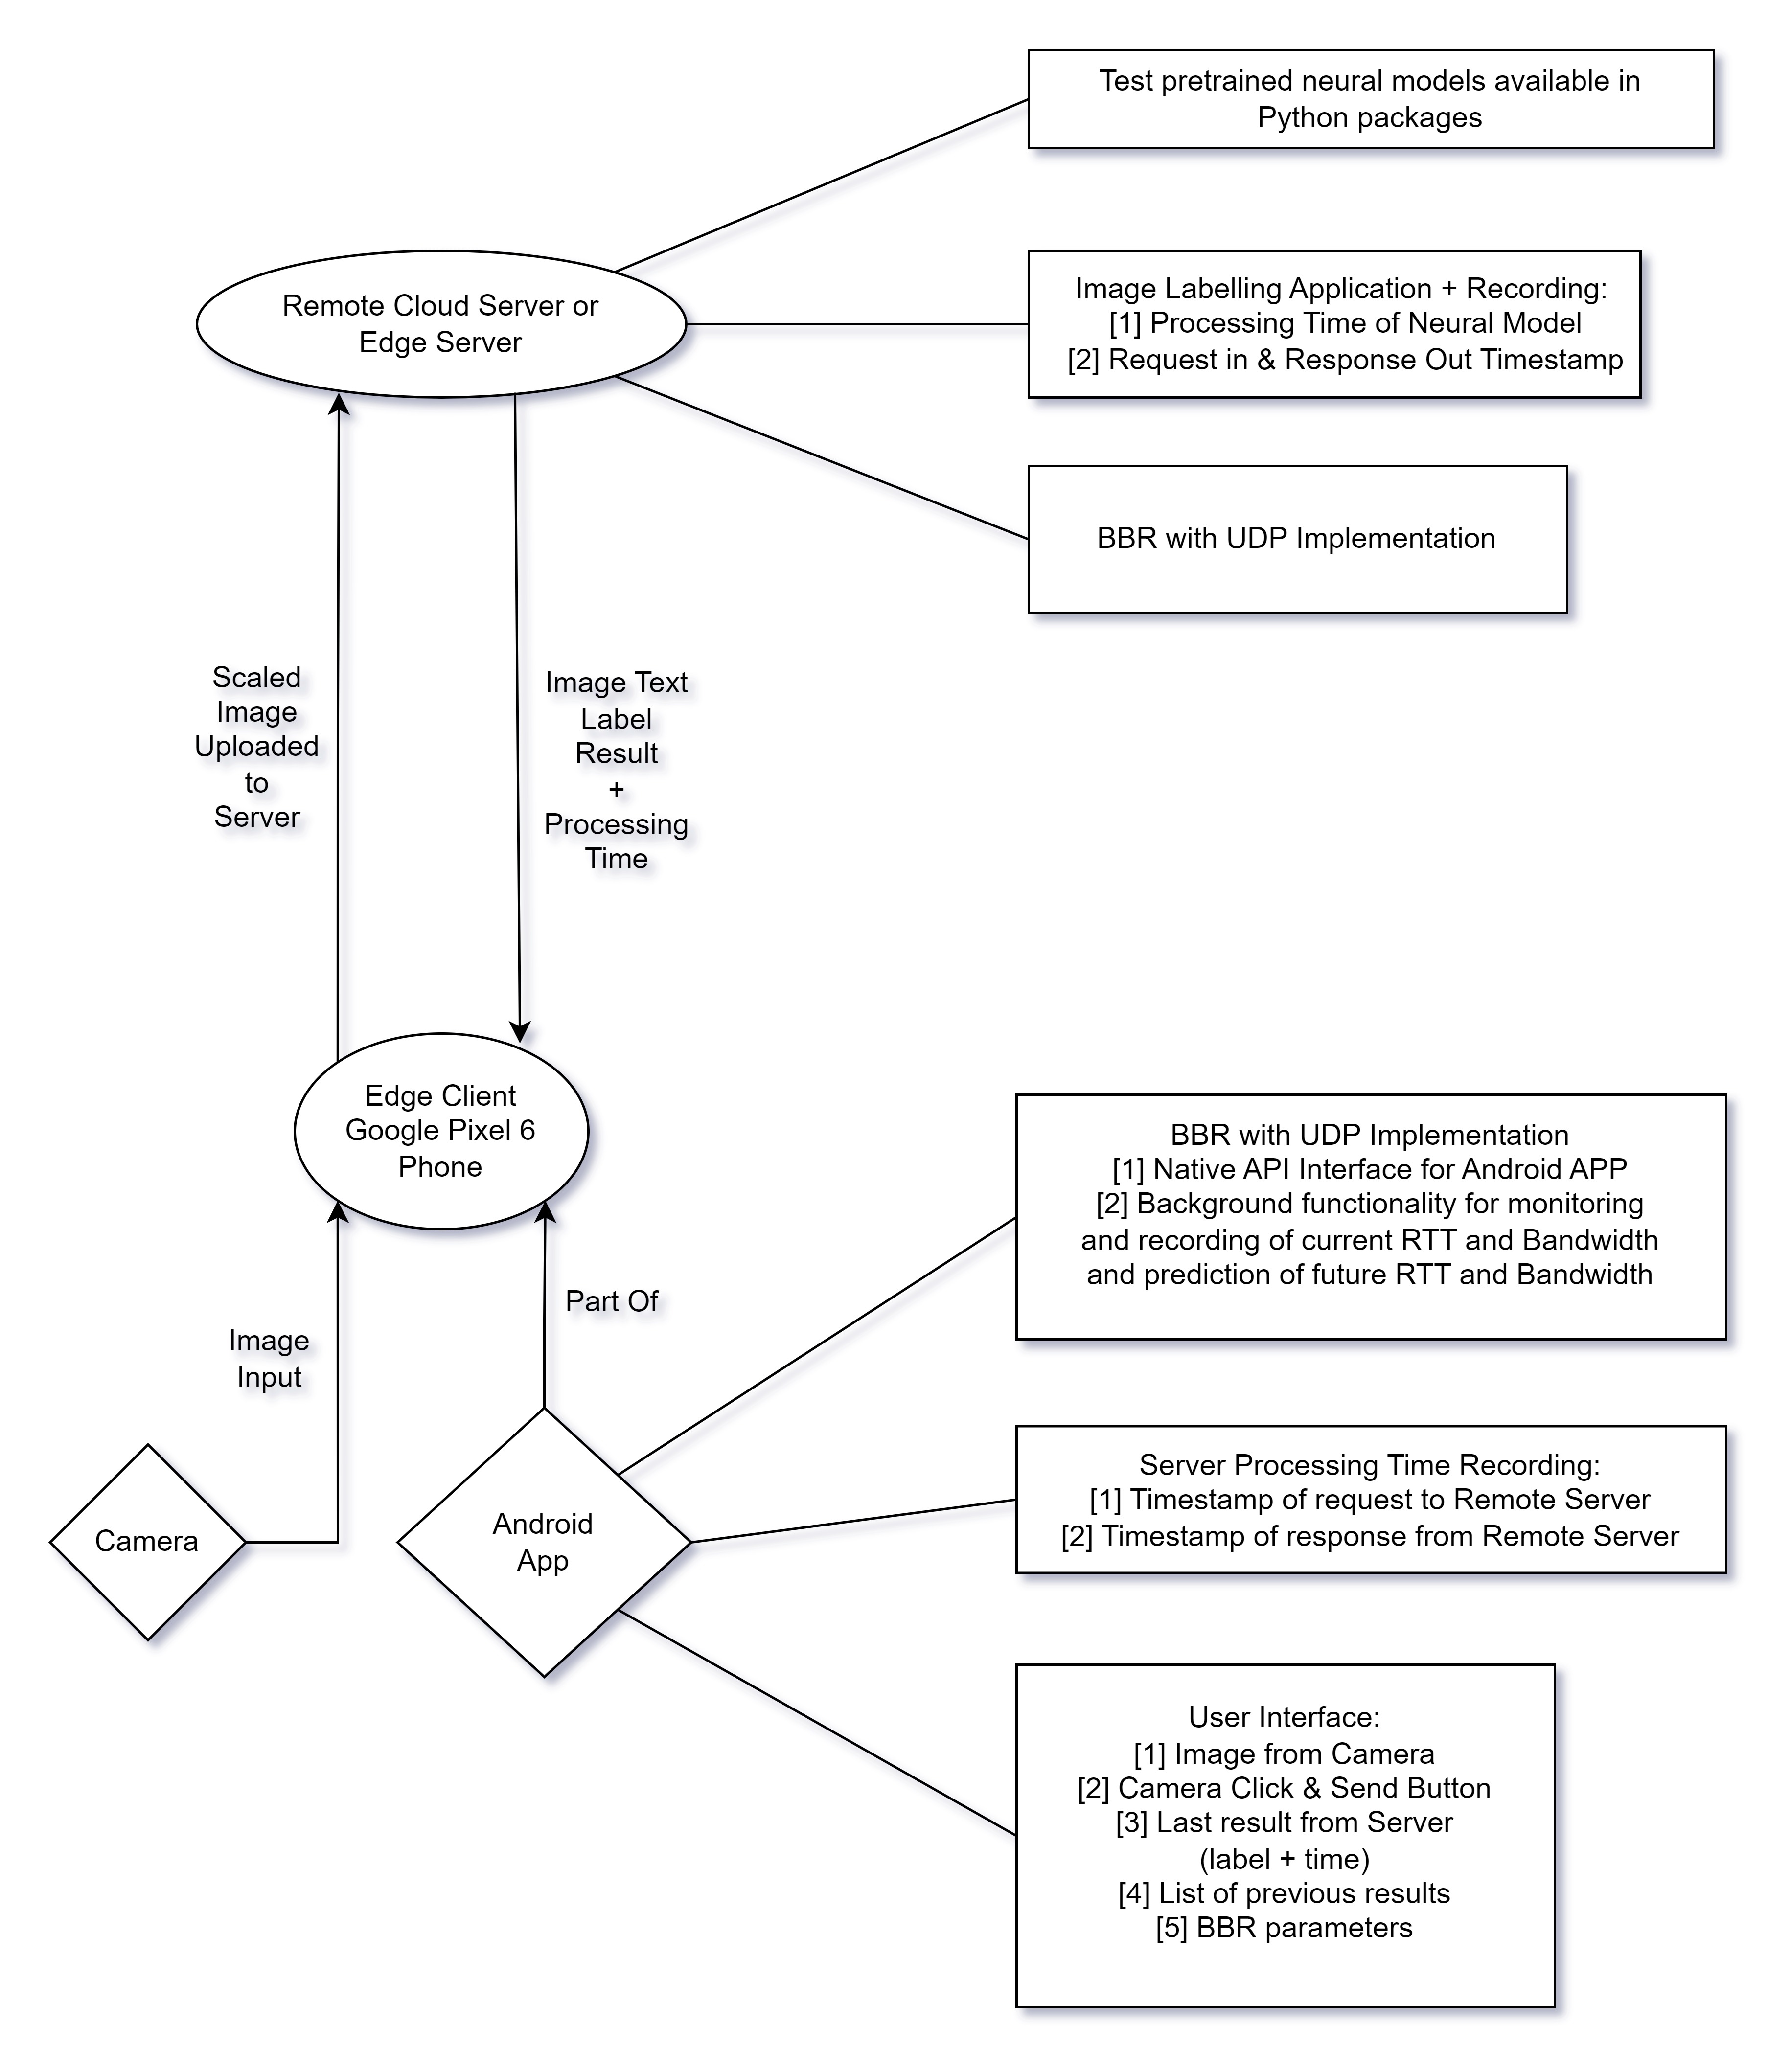 Test pretrained neural models available in
Python packages
Remote Cloud Server or
Edge Server
Image Labelling Application + Recording:
[1] Processing Time of Neural Model
[2] Request in & Response Out Timestamp
BBR with UDP Implementation
Scaled
Image
Uploaded
to
Server
Image Text
Label
Result
+
Processing
Time
Edge Client
Google Pixel 6
Phone
BBR with UDP Implementation
[1] Native API Interface for Android APP
[2] Background functionality for monitoring
and recording of current RTT and Bandwidth
and prediction of future RTT and Bandwidth
Part Of
Image
Input
Camera
Android
App
Server Processing Time Recording:
[1] Timestamp of request to Remote Server
[2] Timestamp of response from Remote Server
User Interface:
[1] Image from Camera
[2] Camera Click & Send Button
[3] Last result from Server
(label + time)
[4] List of previous results
[5] BBR parameters